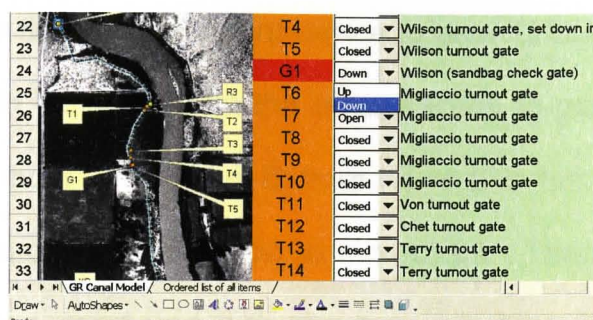 22 T4 Closed Wilson turnout gate, set down in
23 T5 Closed Wilson turnout gate
24 G1 Down Wilson (sandbag check gate)
25 T6 Up Migliaccio turnout gate
Down
26 T7 Open Migliaccio turnout gate
27 T8 Closed Migliaccio turnout gate
28 T9 Closed Migliaccio turnout gate
29 T10 Closed Migliaccio turnout gate
30 T11 Closed Von turnout gate
31 T12 Closed Chet turnout gate
32 T13 Closed Terry turnout gate
33 T14 Closed Terry turnout gate
R3
T1
T2
T3
T4
G1
T5
GR Canal Model Ordered list of all items
Draw AutoShapes